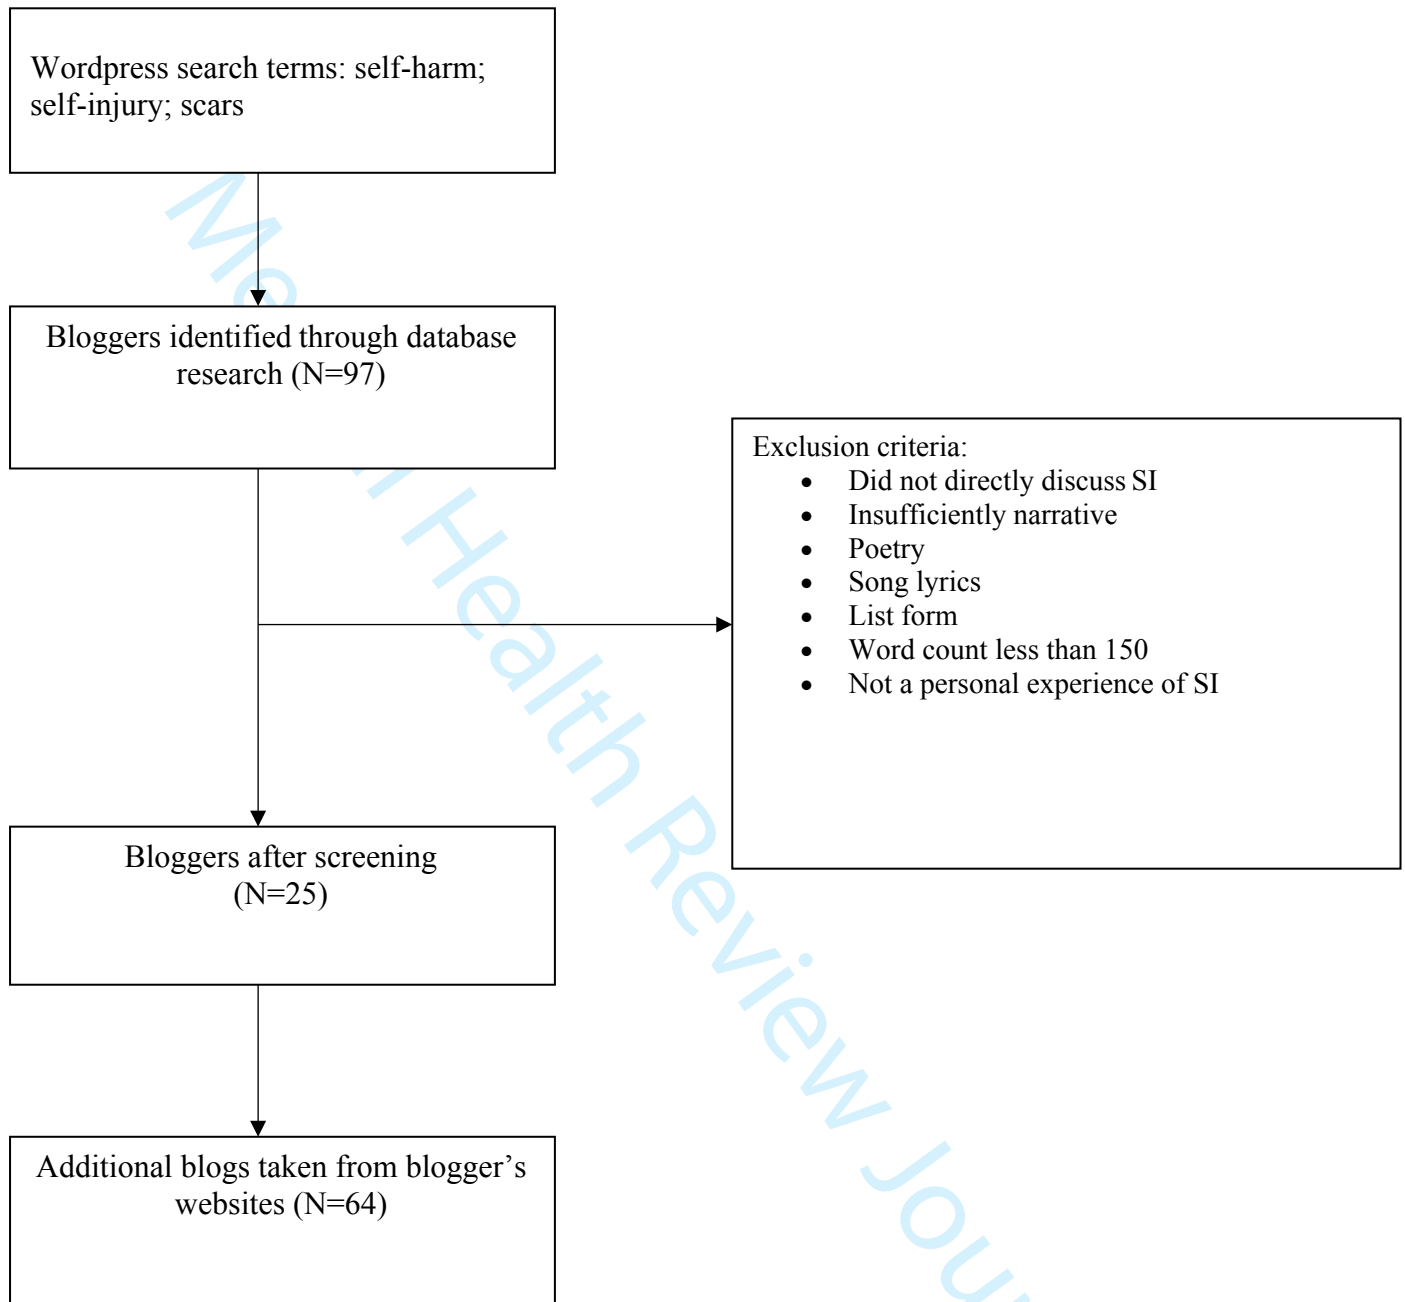 Wordpress search terms: self-harm;
self-injury; scars
Bloggers identified through database
research (N=97)
Exclusion criteria:
• Did not directly discuss SI
• Insufficiently narrative
• Poetry
• Song lyrics
• List form
• Word count less than 150
• Not a personal experience of SI
Bloggers after screening
(N=25)
Additional blogs taken from blogger’s
websites (N=64)
Health Review